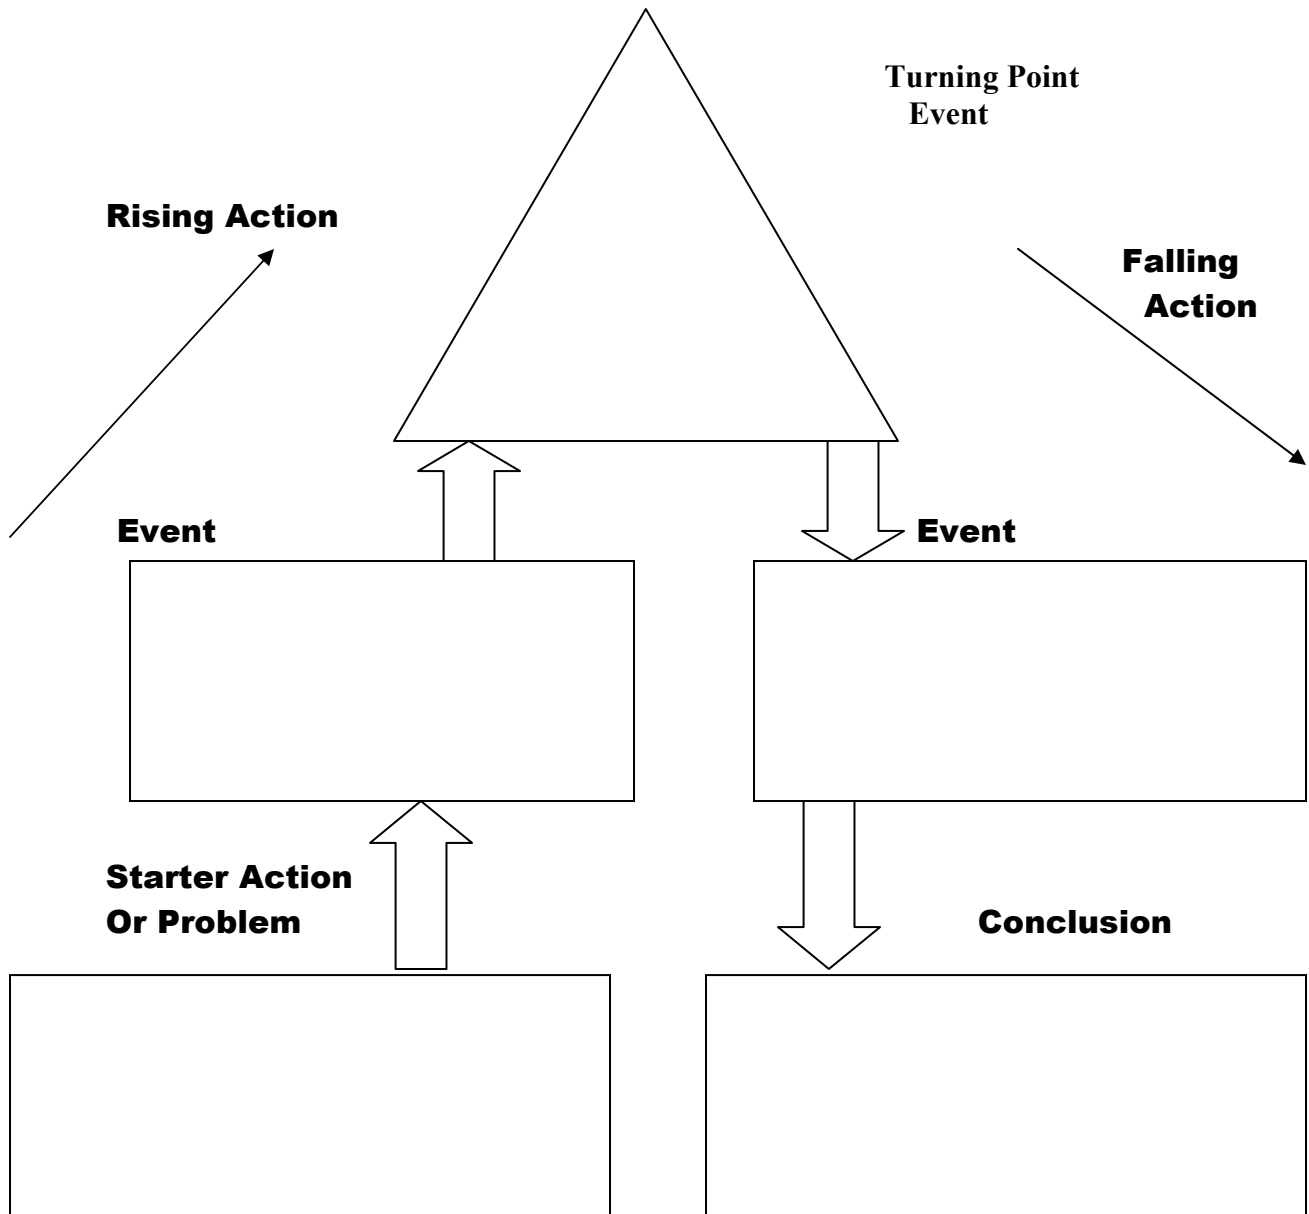 Turning Point
Event
Rising Action
Falling
Action
Event
Event
Starter Action
Or Problem
Conclusion